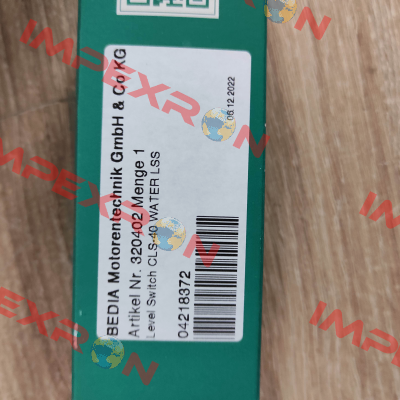 BEDIA Motorentechnik GmbH & Co KG
Artikel Nr. 320402 Menge 1
Level Switch CLS-40 WATER LSS
04218372
06.12.2022
IMPEXRON
IMPEXRON
IMPEXRON